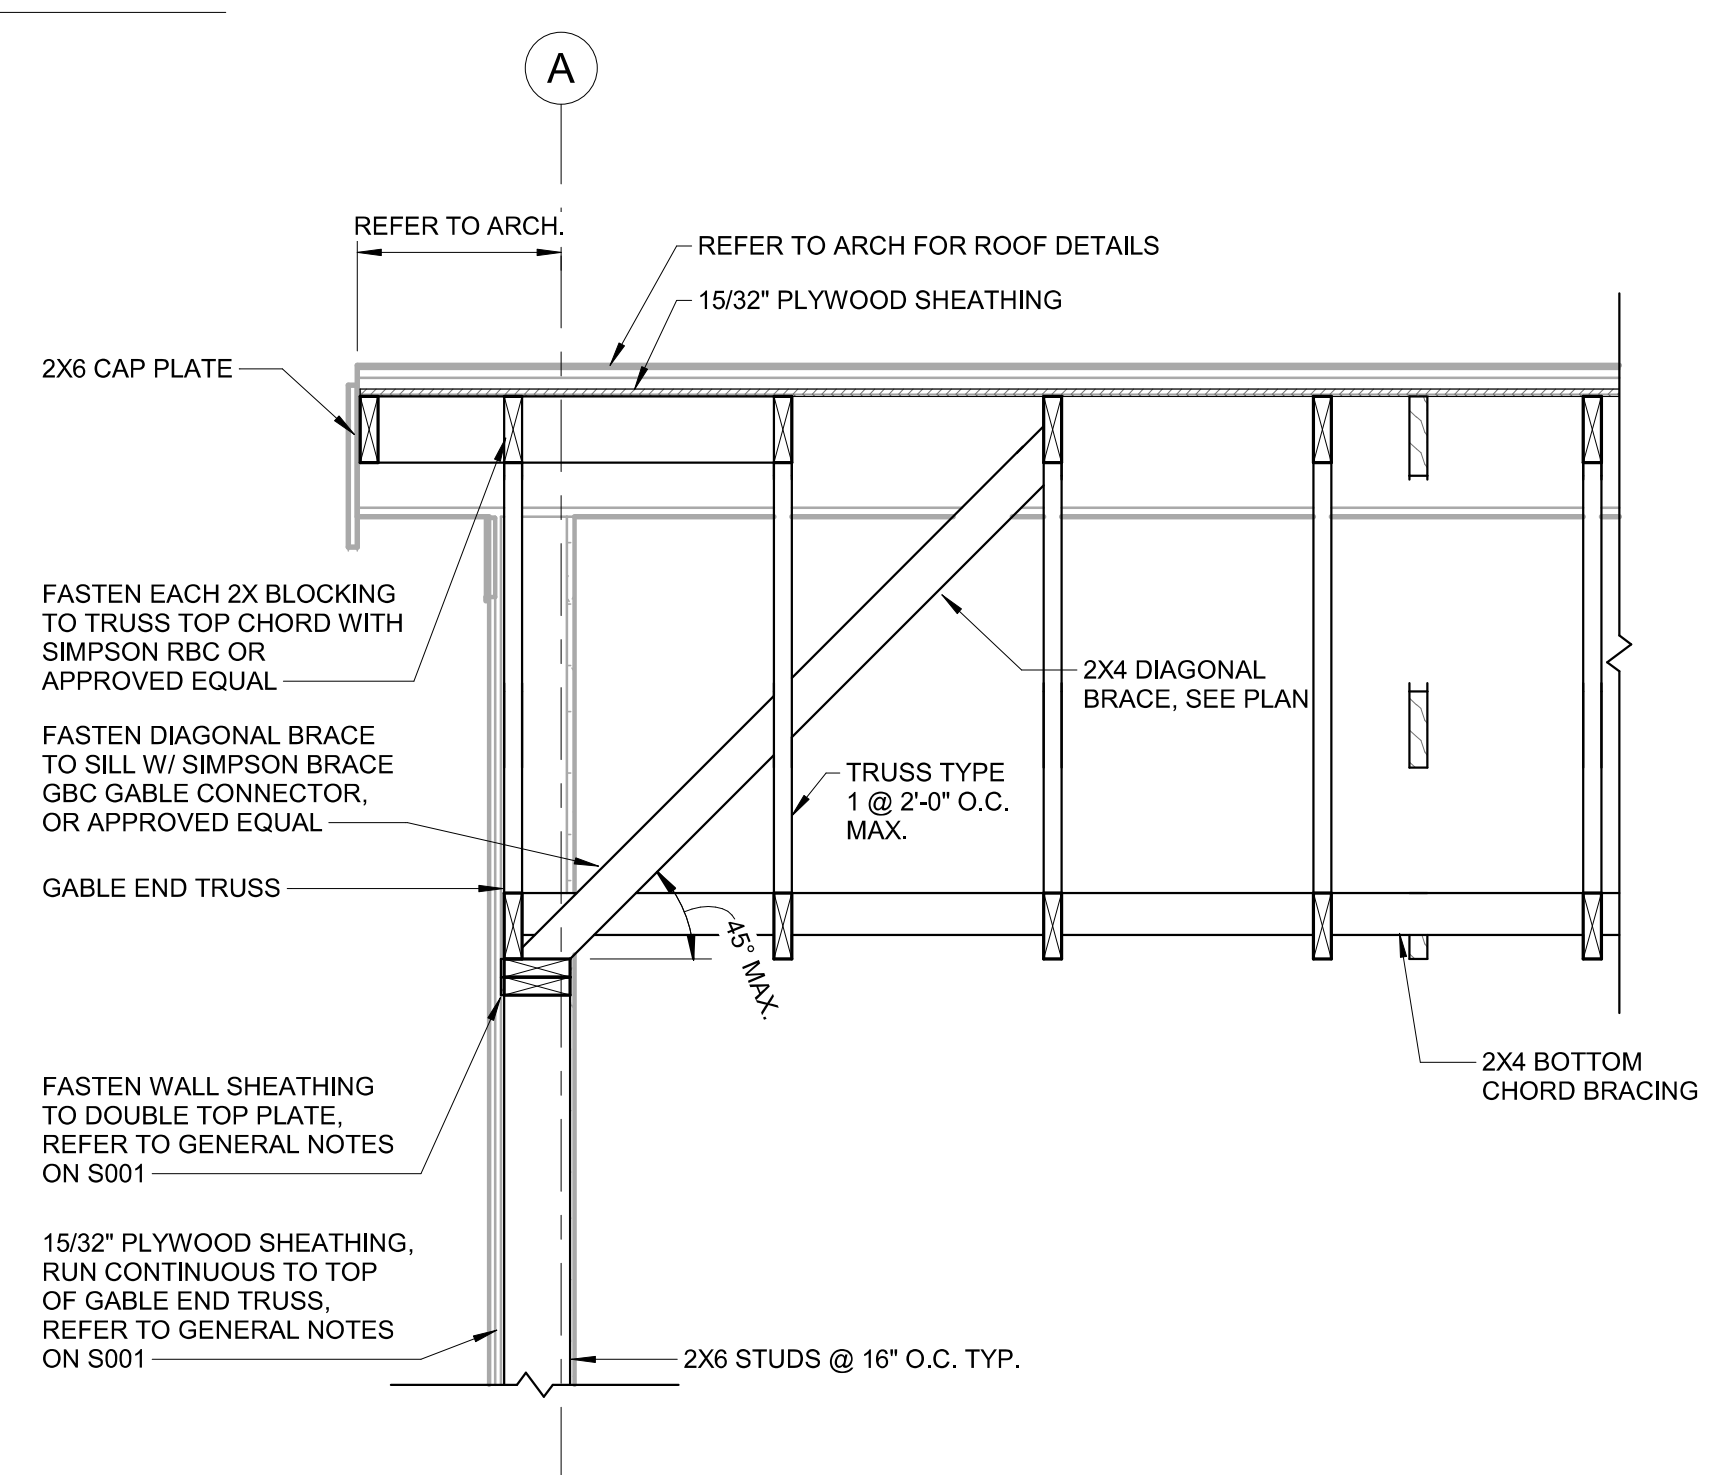 A
REFER TO ARCH.
REFER TO ARCH FOR ROOF DETAILS
15/32" PLYWOOD SHEATHING
2X6 CAP PLATE
FASTEN EACH 2X BLOCKING
TO TRUSS TOP CHORD WITH
SIMPSON RBC OR
APPROVED EQUAL
2X4 DIAGONAL
BRACE, SEE PLAN
FASTEN DIAGONAL BRACE
TO SILL W/ SIMPSON BRACE
GBC GABLE CONNECTOR,
OR APPROVED EQUAL
TRUSS TYPE
1 @ 2'-0" O.C.
MAX.
GABLE END TRUSS
45° MAX.
FASTEN WALL SHEATHING
TO DOUBLE TOP PLATE,
REFER TO GENERAL NOTES
ON S001
2X4 BOTTOM
CHORD BRACING
15/32" PLYWOOD SHEATHING,
RUN CONTINUOUS TO TOP
OF GABLE END TRUSS,
REFER TO GENERAL NOTES
ON S001
2X6 STUDS @ 16" O.C. TYP.